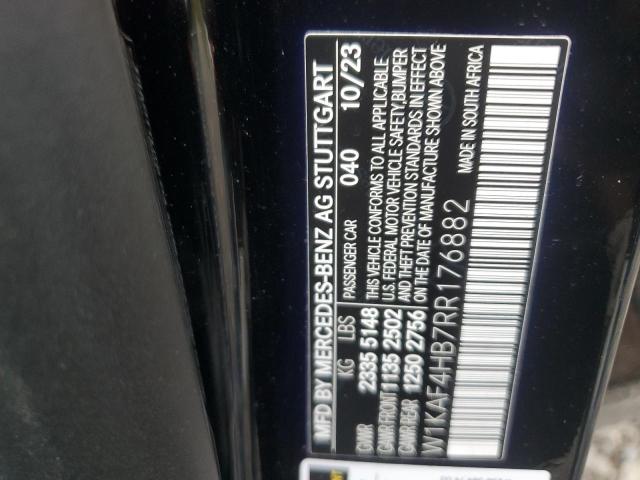 MFD BY MERCEDES-BENZ AG STUTTGART
KG LBS PASSENGER CAR 040 10/23
GVWR 2335 5148 THIS VEHICLE CONFORMS TO ALL APPLICABLE
GAWR FRONT 1135 2502 U.S. FEDERAL MOTOR VEHICLE SAFETY, BUMPER
GAWR REAR 1250 2756 AND THEFT PREVENTION STANDARDS IN EFFECT
ON THE DATE OF MANUFACTURE SHOWN ABOVE
W1KAF4HB7RR176882 MADE IN SOUTH AFRICA